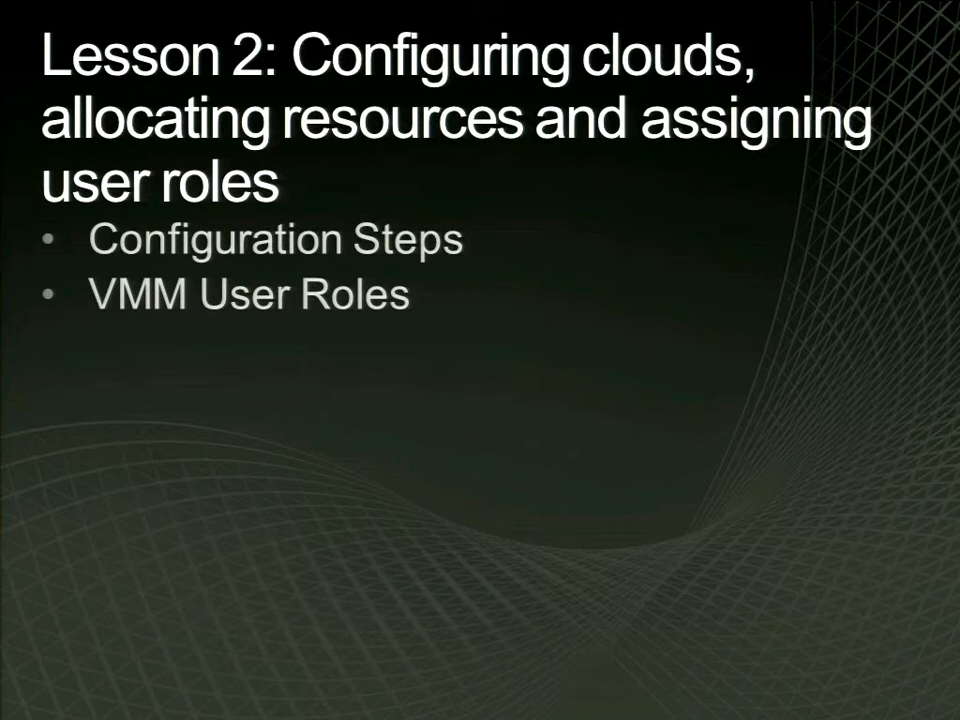 Lesson 2: Configuring clouds,
allocating resources and assigning
user roles
• Configuration Steps
• VMM User Roles